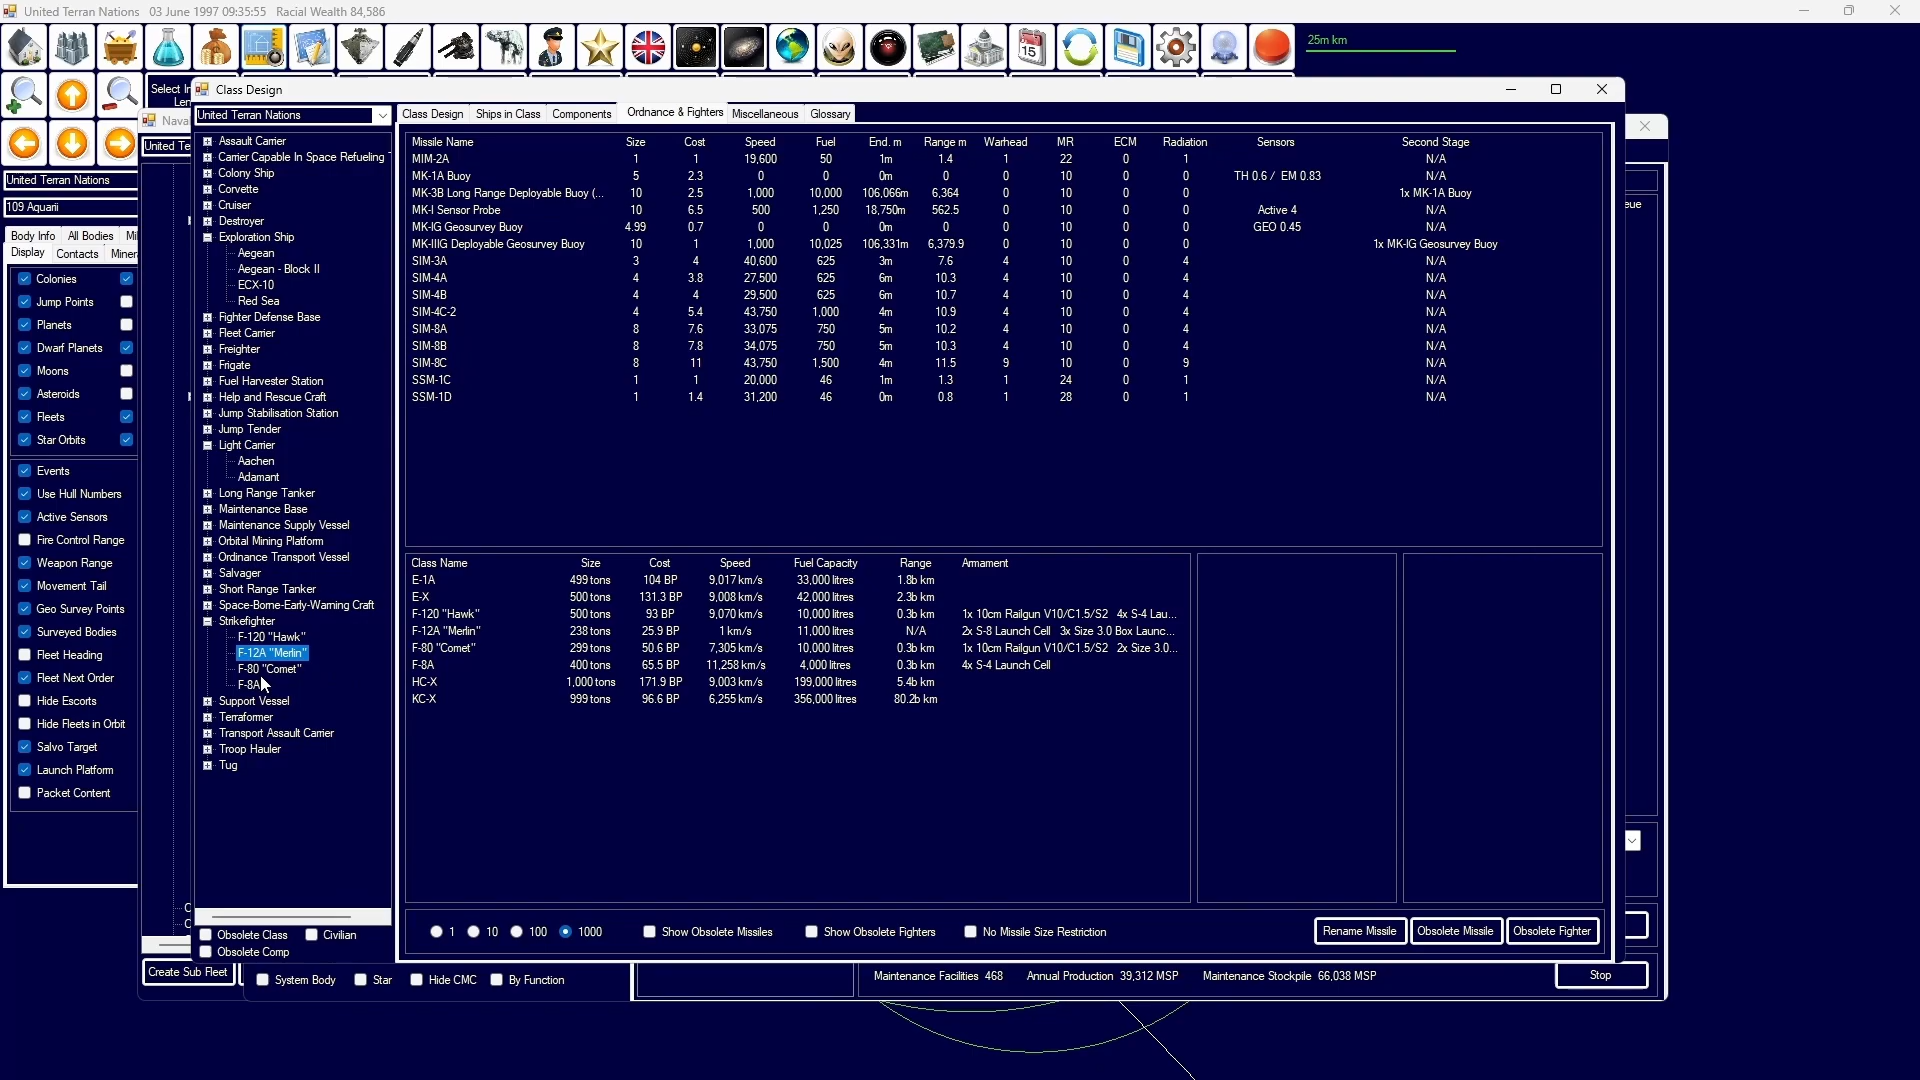 United Terran Nations   03 June 1997 09:35:55   Racial Wealth 84,586
25m km
Select In
Len
Class Design
Naval
United Te
United Terran Nations
109 Aquarii
Body Info   All Bodies   Mil
Display   Contacts   Minera
Colonies
Jump Points
Planets
Dwarf Planets
Moons
Asteroids
Fleets
Star Orbits
Events
Use Hull Numbers
Active Sensors
Fire Control Range
Weapon Range
Movement Tail
Geo Survey Points
Surveyed Bodies
Fleet Heading
Fleet Next Order
Hide Escorts
Hide Fleets in Orbit
Salvo Target
Launch Platform
Packet Content
United Terran Nations
Assault Carrier
Carrier Capable In Space Refueling
Colony Ship
Corvette
Cruiser
Destroyer
Exploration Ship
Aegean
Aegean - Block II
ECX-10
Red Sea
Fighter Defense Base
Fleet Carrier
Freighter
Frigate
Fuel Harvester Station
Help and Rescue Craft
Jump Stabilisation Station
Jump Tender
Light Carrier
Aachen
Adamant
Long Range Tanker
Maintenance Base
Maintenance Supply Vessel
Orbital Mining Platform
Ordinance Transport Vessel
Salvager
Short Range Tanker
Space-Borne-Early-Warning Craft
Strikefighter
F-120 "Hawk"
F-12A "Merlin"
F-80 "Comet"
F-8A
Support Vessel
Terraformer
Transport Assault Carrier
Troop Hauler
Tug
Obsolete Class   Civilian
Obsolete Comp
Class Design   Ships in Class   Components   Ordnance & Fighters   Miscellaneous   Glossary
Missile Name   Size   Cost   Speed   Fuel   End. m   Range m   Warhead   MR   ECM   Radiation   Sensors   Second Stage
MIM-2A   1   1   19,600   50   1m   1.4   1   22   0   1   N/A
MK-1A Buoy   5   2.3   0   0   0m   0   0   10   0   0   TH 0.6 / EM 0.83   N/A
MK-3B Long Range Deployable Buoy (...   10   2.5   1,000   10,000   106,066m   6,364   0   10   0   0   1x MK-1A Buoy
MK-I Sensor Probe   10   6.5   500   1,250   18,750m   562.5   0   10   0   0   Active 4   N/A
MK-IG Geosurvey Buoy   4.99   0.7   0   0   0m   0   0   10   0   0   GEO 0.45   N/A
MK-IIIG Deployable Geosurvey Buoy   10   1   1,000   10,025   106,331m   6,379.9   0   10   0   0   1x MK-IG Geosurvey Buoy
SIM-3A   3   4   40,600   625   3m   7.6   4   10   0   4   N/A
SIM-4A   4   3.8   27,500   625   6m   10.3   4   10   0   4   N/A
SIM-4B   4   4   29,500   625   6m   10.7   4   10   0   4   N/A
SIM-4C-2   4   5.4   43,750   1,000   4m   10.9   4   10   0   4   N/A
SIM-8A   8   7.6   33,075   750   5m   10.2   4   10   0   4   N/A
SIM-8B   8   7.8   34,075   750   5m   10.3   4   10   0   4   N/A
SIM-8C   8   11   43,750   1,500   4m   11.5   9   10   0   9   N/A
SSM-1C   1   1   20,000   46   1m   1.3   1   24   0   1   N/A
SSM-1D   1   1.4   31,200   46   0m   0.8   1   28   0   1   N/A
Class Name   Size   Cost   Speed   Fuel Capacity   Range   Armament
E-1A   499 tons   104 BP   9,017 km/s   33,000 litres   1.8b km
E-X   500 tons   131.3 BP   9,008 km/s   42,000 litres   2.3b km
F-120 "Hawk"   500 tons   93 BP   9,070 km/s   10,000 litres   0.3b km   1x 10cm Railgun V10/C1.5/S2   4x S-4 Lau...
F-12A "Merlin"   238 tons   25.9 BP   1 km/s   11,000 litres   N/A   2x S-8 Launch Cell   3x Size 3.0 Box Launc...
F-80 "Comet"   299 tons   50.6 BP   7,305 km/s   10,000 litres   0.3b km   1x 10cm Railgun V10/C1.5/S2   2x Size 3.0...
F-8A   400 tons   65.5 BP   11,258 km/s   4,000 litres   0.3b km   4x S-4 Launch Cell
HC-X   1,000 tons   171.9 BP   9,003 km/s   199,000 litres   5.4b km
KC-X   999 tons   96.6 BP   6,255 km/s   356,000 litres   80.2b km
1   10   100   1000   Show Obsolete Missiles   Show Obsolete Fighters   No Missile Size Restriction   Rename Missile   Obsolete Missile   Obsolete Fighter
Create Sub Fleet   System Body   Star   Hide CMC   By Function   Maintenance Facilities 468   Annual Production 39,312 MSP   Maintenance Stockpile 66,038 MSP   Stop
eue